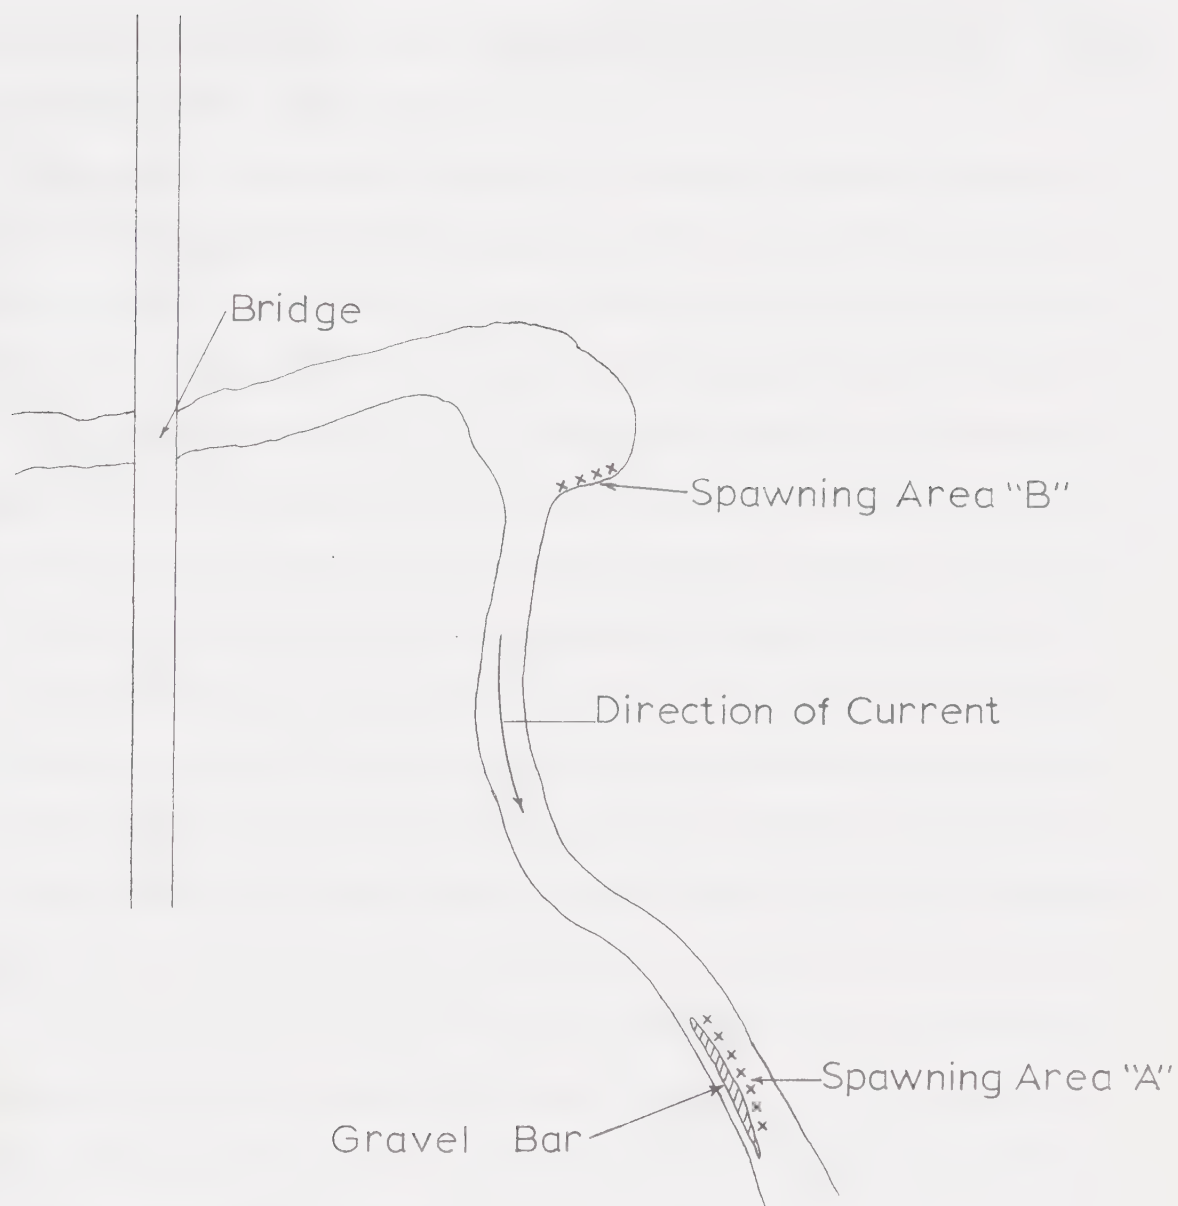 Bridge
Spawning Area "B"
Direction of Current
Spawning Area "A"
Gravel Bar